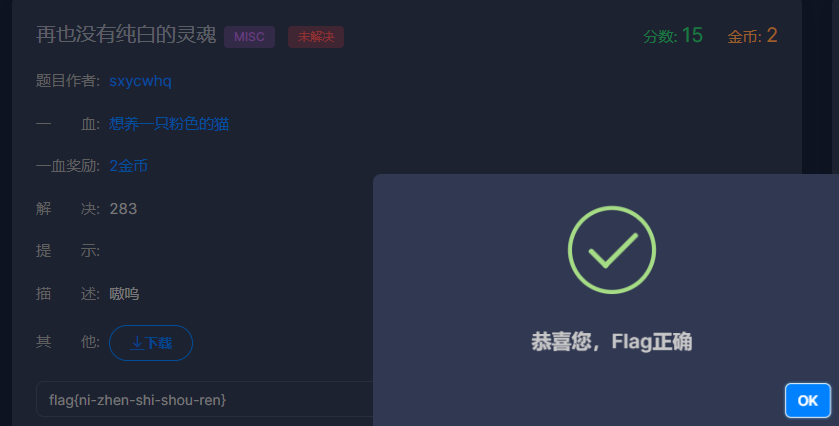 再也没有纯白的灵魂 MISC 未解决 分数: 15 金币: 2
题目作者: sxycwhq
一 血: 想养一只粉色的猫
一血奖励: 2金币
解 决: 283
提 示:
描 述: 嗷呜
其 他: 下载
flag{ni-zhen-shi-shou-ren}
恭喜您，Flag正确
OK